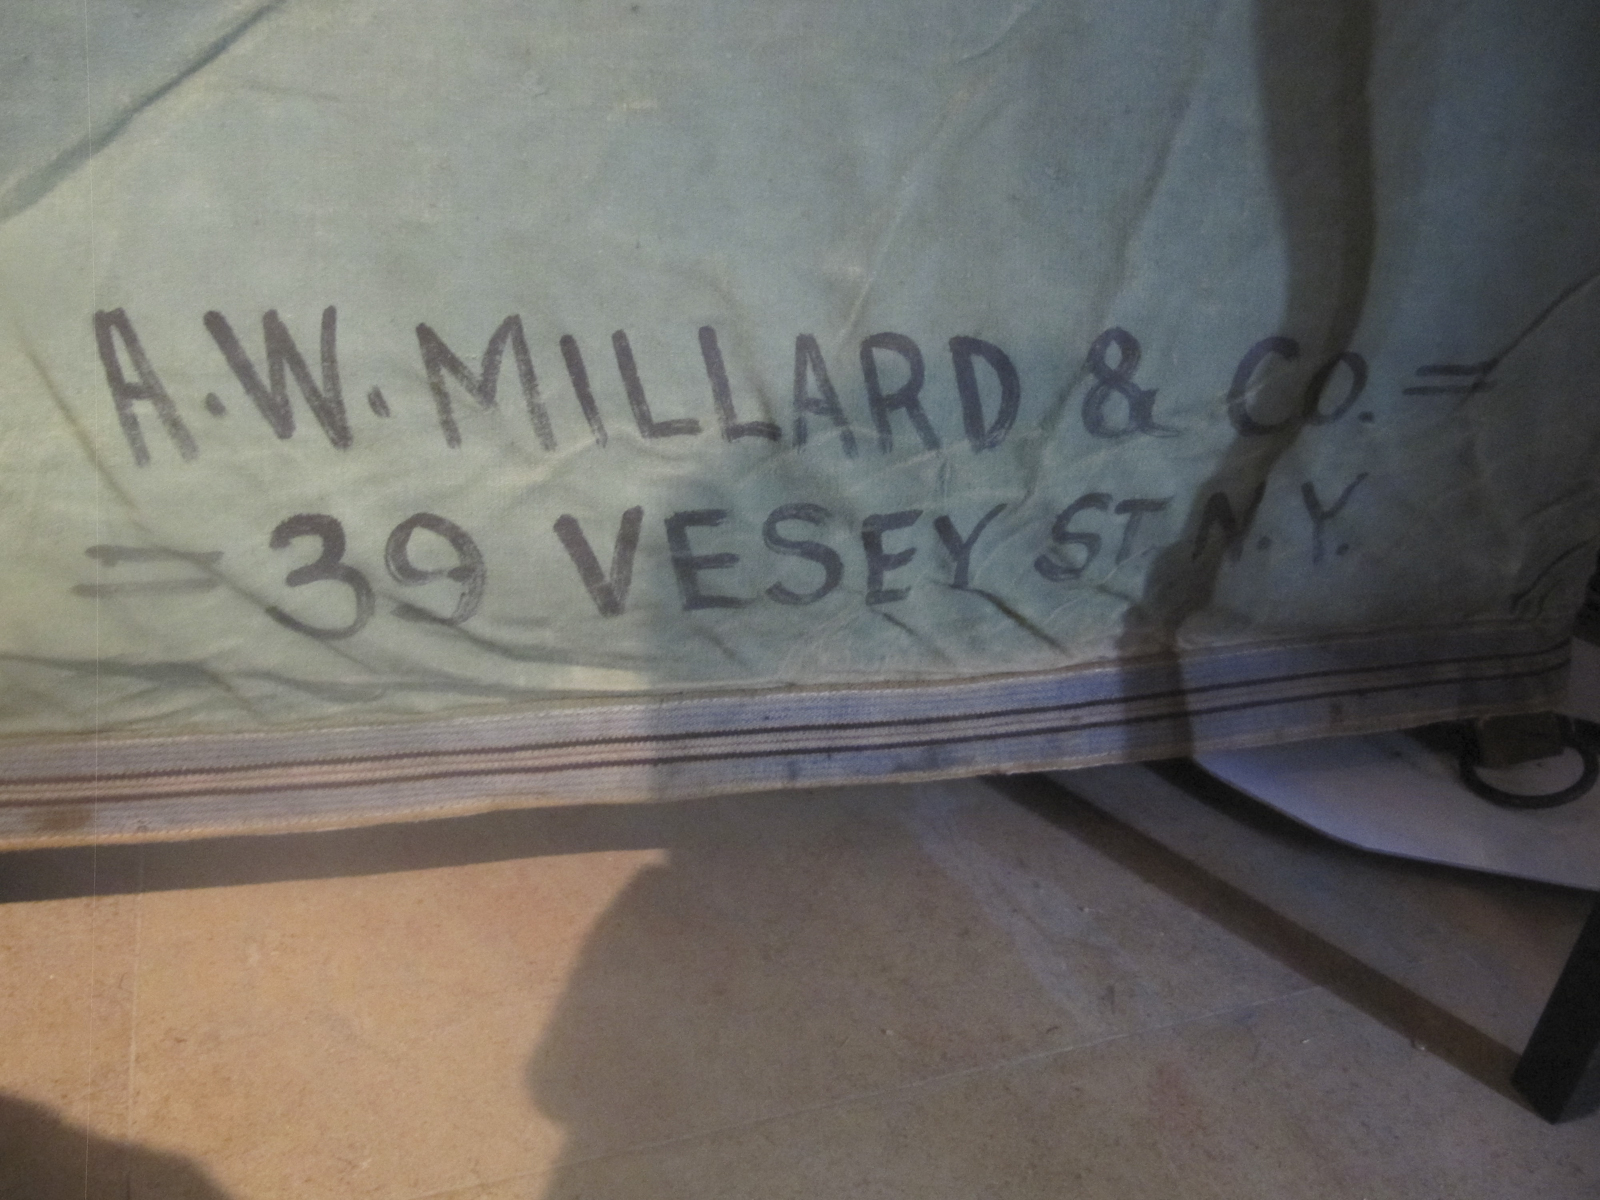 A.W. MILLARD & CO. =
= 39 VESEY ST. N.Y.